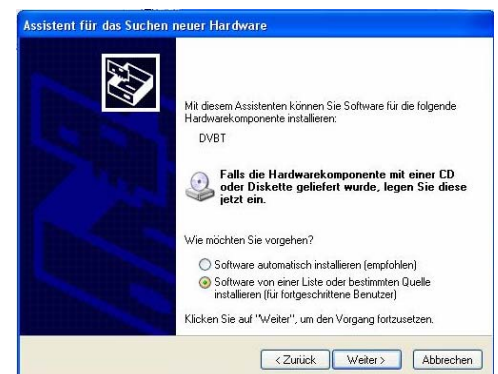 Assistent für das Suchen neuer Hardware
Mit diesem Assistenten können Sie Software für die folgende
Hardwarekomponente installieren:
DVBT
Falls die Hardwarekomponente mit einer CD
oder Diskette geliefert wurde, legen Sie diese
jetzt ein.
Wie möchten Sie vorgehen?
Software automatisch installieren (empfohlen)
Software von einer Liste oder bestimmten Quelle
installieren (für fortgeschrittene Benutzer)
Klicken Sie auf "Weiter", um den Vorgang fortzusetzen.
< Zurück
Weiter >
Abbrechen